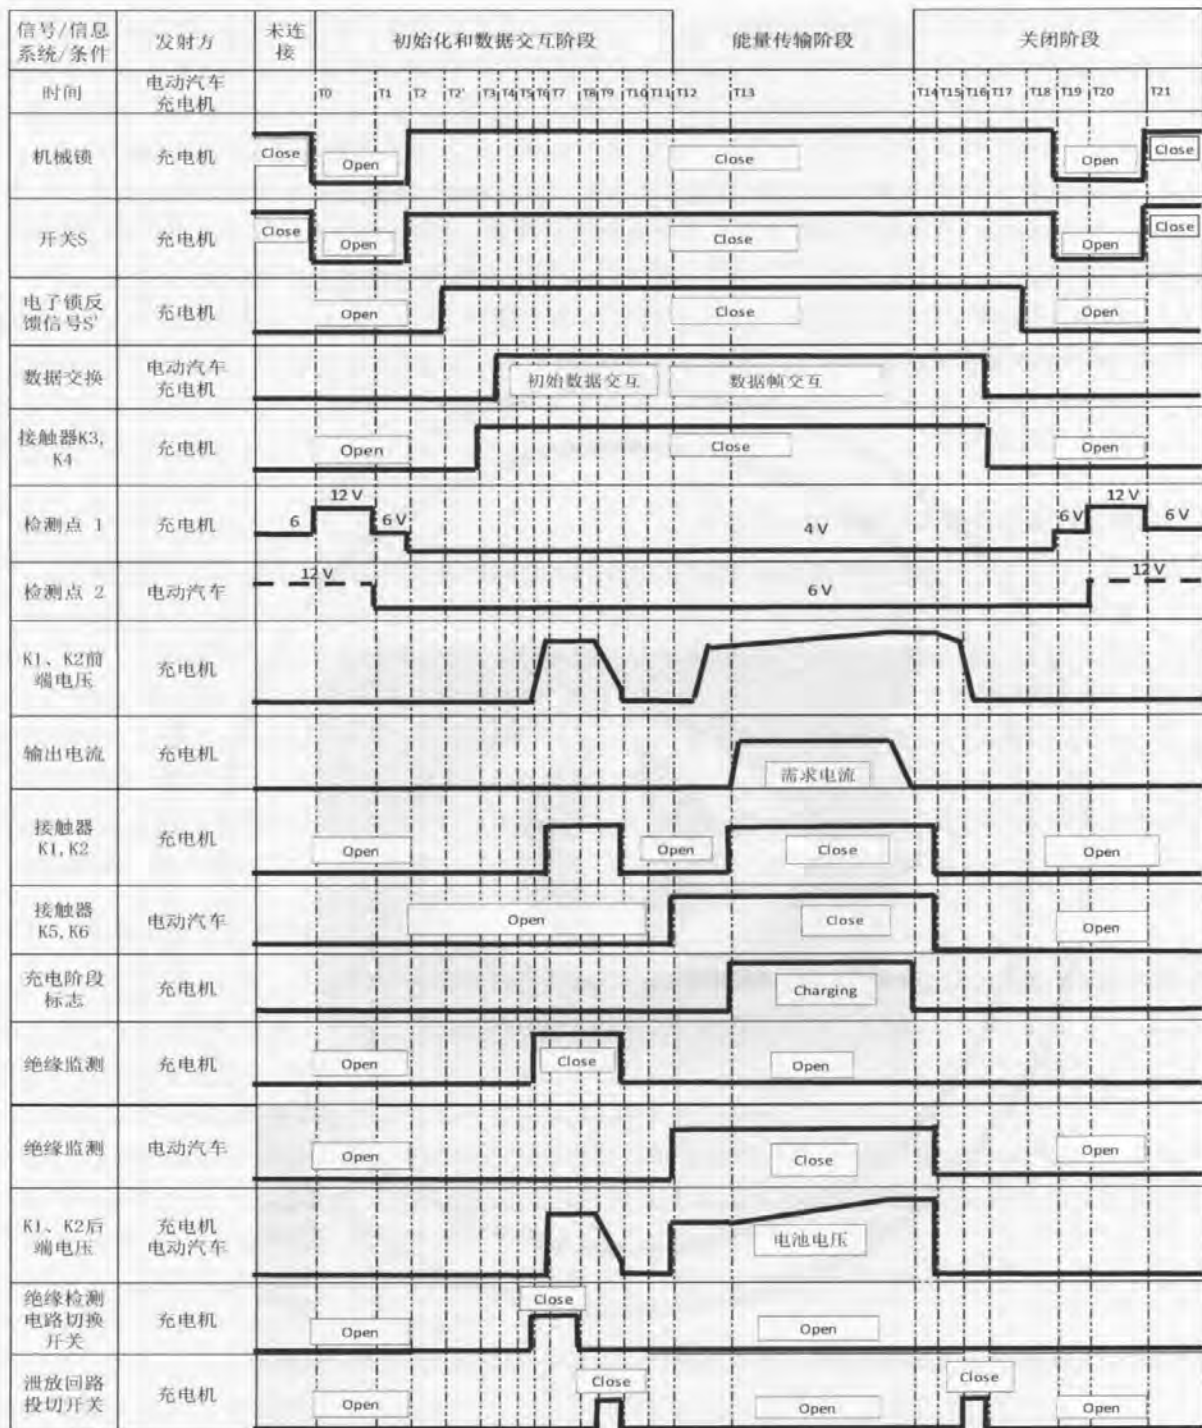 信号/信息
系统/条件
发射方
未连
接
初始化和数据交互阶段
能量传输阶段
关闭阶段
时间
电动汽车
充电机
T0 T1 T2 T2' T3 T4 T5 T6 T7 T8 T9 T10 T11 T12 T13 T14 T15 T16 T17 T18 T19 T20 T21
机械锁
充电机
Close
Open
Close
Open
Close
开关S
充电机
Close
Open
Close
Open
Close
电子锁反
馈信号S'
充电机
Open
Close
Open
数据交换
电动汽车
充电机
初始数据交互
数据帧交互
接触器K3,
K4
充电机
Open
Close
Open
检测点 1
充电机
6
12 V
6 V
4 V
6 V
12 V
6 V
检测点 2
电动汽车
12 V
6 V
12 V
K1、K2前
端电压
充电机
输出电流
充电机
需求电流
接触器
K1,K2
充电机
Open
Open
Close
Open
接触器
K5,K6
电动汽车
Open
Close
Open
充电阶段
标志
充电机
Charging
绝缘监测
充电机
Open
Close
Open
绝缘监测
电动汽车
Open
Close
Open
K1、K2后
端电压
充电机
电动汽车
电池电压
绝缘检测
电路切换
开关
充电机
Open
Close
Open
泄放回路
投切开关
充电机
Open
Close
Open
Close
Open